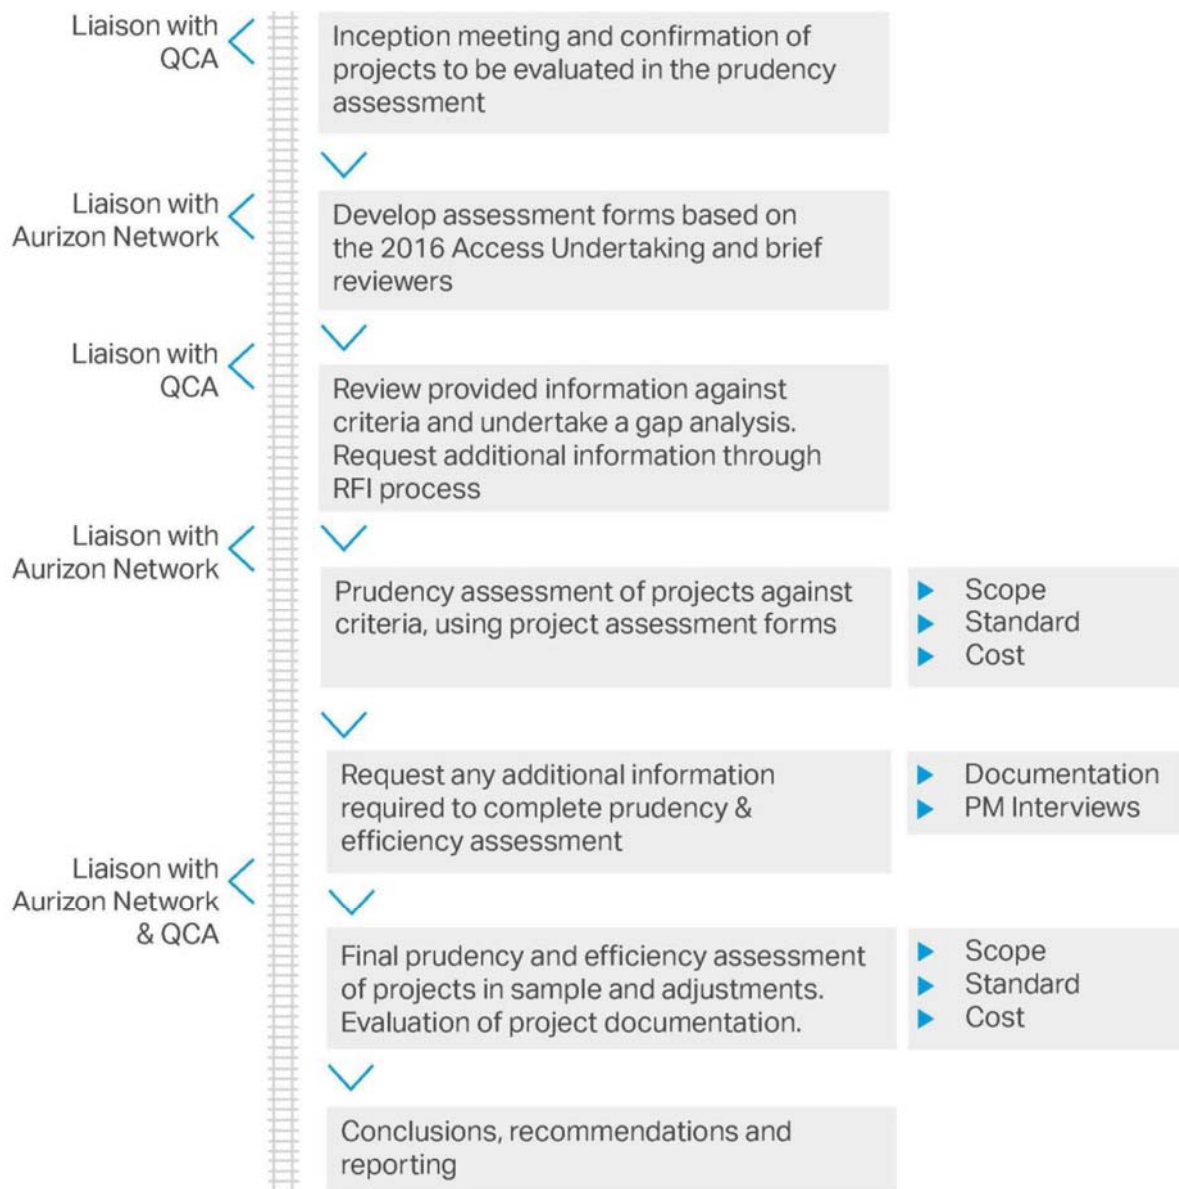 Liaison with
QCA
Inception meeting and confirmation of
projects to be evaluated in the prudency
assessment
Liaison with
Aurizon Network
Develop assessment forms based on
the 2016 Access Undertaking and brief
reviewers
Liaison with
QCA
Review provided information against
criteria and undertake a gap analysis.
Request additional information through
RFI process
Liaison with
Aurizon Network
Prudency assessment of projects against
criteria, using project assessment forms
Scope
Standard
Cost
Request any additional information
required to complete prudency &
efficiency assessment
Documentation
PM Interviews
Liaison with
Aurizon Network
& QCA
Final prudency and efficiency assessment
of projects in sample and adjustments.
Evaluation of project documentation.
Scope
Standard
Cost
Conclusions, recommendations and
reporting